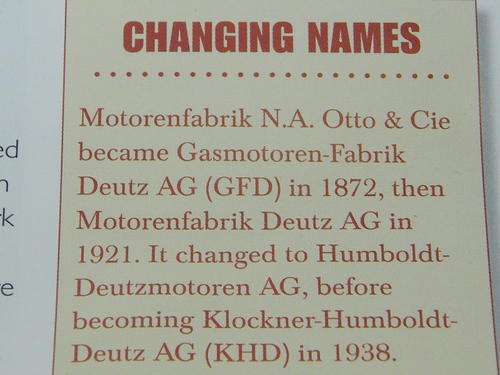 CHANGING NAMES
Motorenfabrik N.A. Otto & Cie
became Gasmotoren-Fabrik
Deutz AG (GFD) in 1872, then
Motorenfabrik Deutz AG in
1921. It changed to Humboldt-
Deutzmotoren AG, before
becoming Klockner-Humboldt-
Deutz AG (KHD) in 1938.